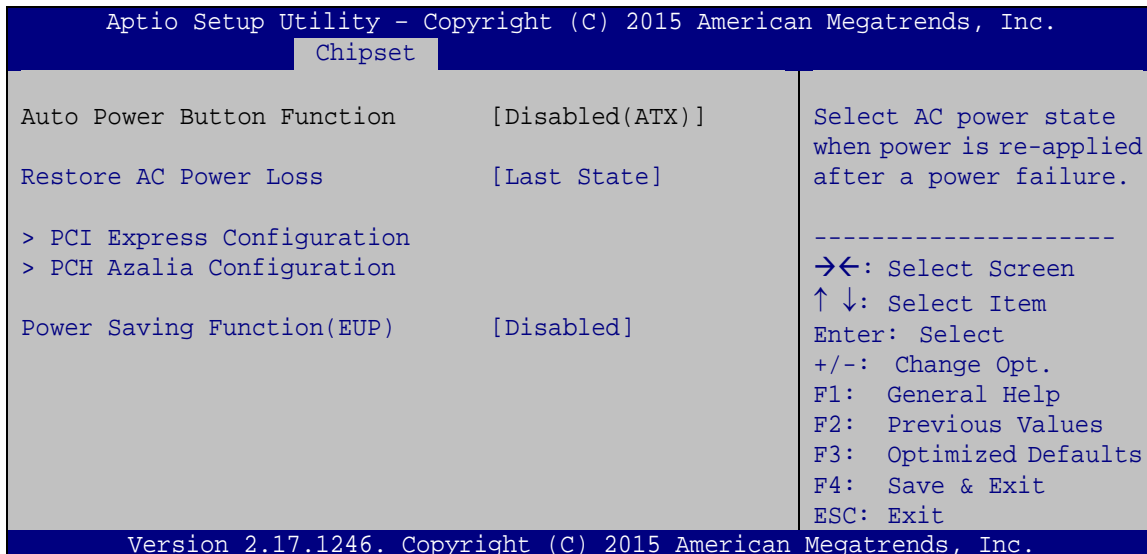 Aptio Setup Utility – Copyright (C) 2015 American Megatrends, Inc.
Chipset
Auto Power Button Function [Disabled(ATX)]
Restore AC Power Loss [Last State]
> PCI Express Configuration
> PCH Azalia Configuration
Power Saving Function(EUP) [Disabled]
Select AC power state
when power is re-applied
after a power failure.
---------------------
→←: Select Screen
↑ ↓: Select Item
Enter: Select
+/-: Change Opt.
F1: General Help
F2: Previous Values
F3: Optimized Defaults
F4: Save & Exit
ESC: Exit
Version 2.17.1246. Copyright (C) 2015 American Megatrends, Inc.